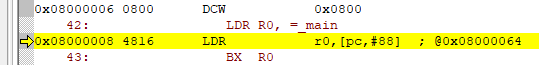 0x08000006 0800 DCW 0x0800
42: LDR R0, =_main
0x08000008 4816 LDR r0,[pc,#88] ; @0x08000064
43: BX R0